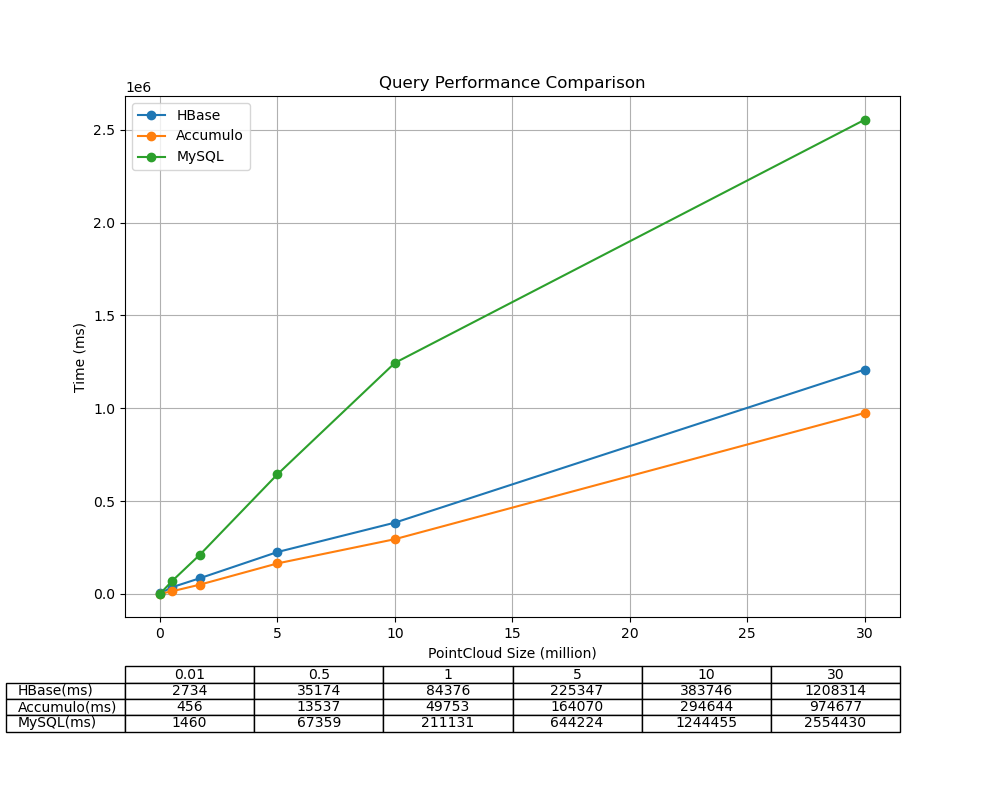 Query Performance Comparison
1e6
HBase
Accumulo
MySQL
2.5
2.0
1.5
1.0
0.5
0.0
Time (ms)
0 5 10 15 20 25 30
PointCloud Size (million)
0.01 0.5 1 5 10 30
HBase(ms) 2734 35174 84376 225347 383746 1208314
Accumulo(ms) 456 13537 49753 164070 294644 974677
MySQL(ms) 1460 67359 211131 644224 1244455 2554430